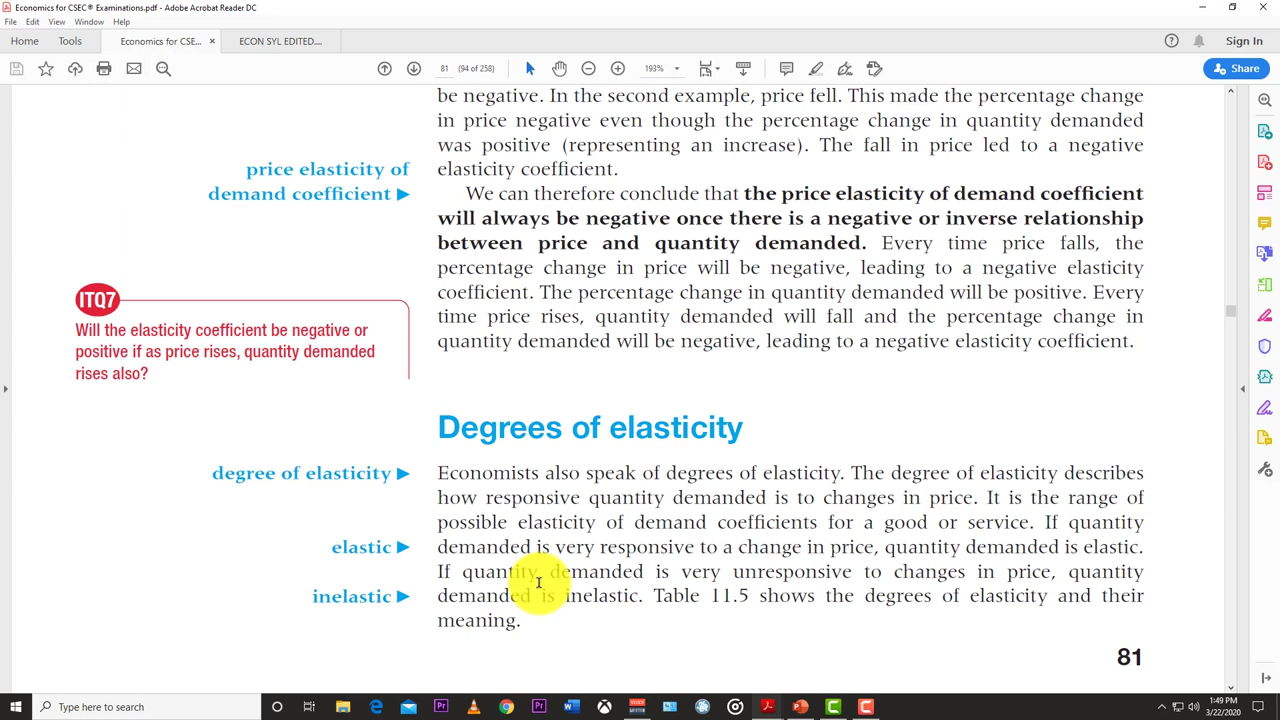 Economics for CSEC® Examinations.pdf - Adobe Acrobat Reader DC
File Edit View Window Help
Home Tools Economics for CSE... × ECON SYL EDITED.... Sign In
81 (94 of 258) 193% Share
be negative. In the second example, price fell. This made the percentage change
in price negative even though the percentage change in quantity demanded
was positive (representing an increase). The fall in price led to a negative
elasticity coefficient.
price elasticity of
demand coefficient ▶
We can therefore conclude that the price elasticity of demand coefficient
will always be negative once there is a negative or inverse relationship
between price and quantity demanded. Every time price falls, the
percentage change in price will be negative, leading to a negative elasticity
coefficient. The percentage change in quantity demanded will be positive. Every
time price rises, quantity demanded will fall and the percentage change in
quantity demanded will be negative, leading to a negative elasticity coefficient.
ITQ7
Will the elasticity coefficient be negative or
positive if as price rises, quantity demanded
rises also?
Degrees of elasticity
degree of elasticity ▶
Economists also speak of degrees of elasticity. The degree of elasticity describes
how responsive quantity demanded is to changes in price. It is the range of
possible elasticity of demand coefficients for a good or service. If quantity
elastic ▶
demanded is very responsive to a change in price, quantity demanded is elastic.
If quantity demanded is very unresponsive to changes in price, quantity
inelastic ▶
demanded is inelastic. Table 11.5 shows the degrees of elasticity and their
meaning.
81
Type here to search
1:49 PM
3/22/2020